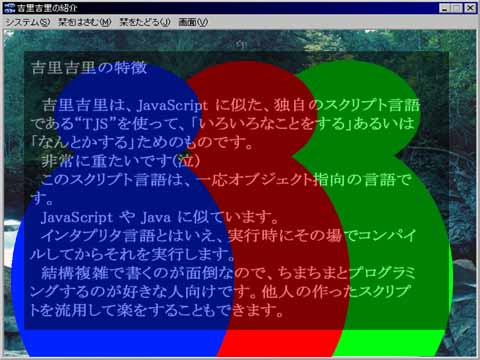 吉里吉里の紹介
システム(S) 栞をはさむ(M) 栞をたどる(J) 画面(V)
吉里吉里の特徴
吉里吉里は、JavaScript に似た、独自のスクリプト言語
である“TJS”を使って、「いろいろなことをする」あるいは
「なんとかする」ためのものです。
非常に重たいです(泣)
このスクリプト言語は、一応オブジェクト指向の言語で
す。
JavaScript や Java に似ています。
インタプリタ言語とはいえ、実行時にその場でコンパイ
ルしてからそれを実行します。
結構複雑で書くのが面倒なので、ちまちまとプログラミ
ングするのが好きな人向けです。他人の作ったスクリプ
トを流用して楽をすることもできます。